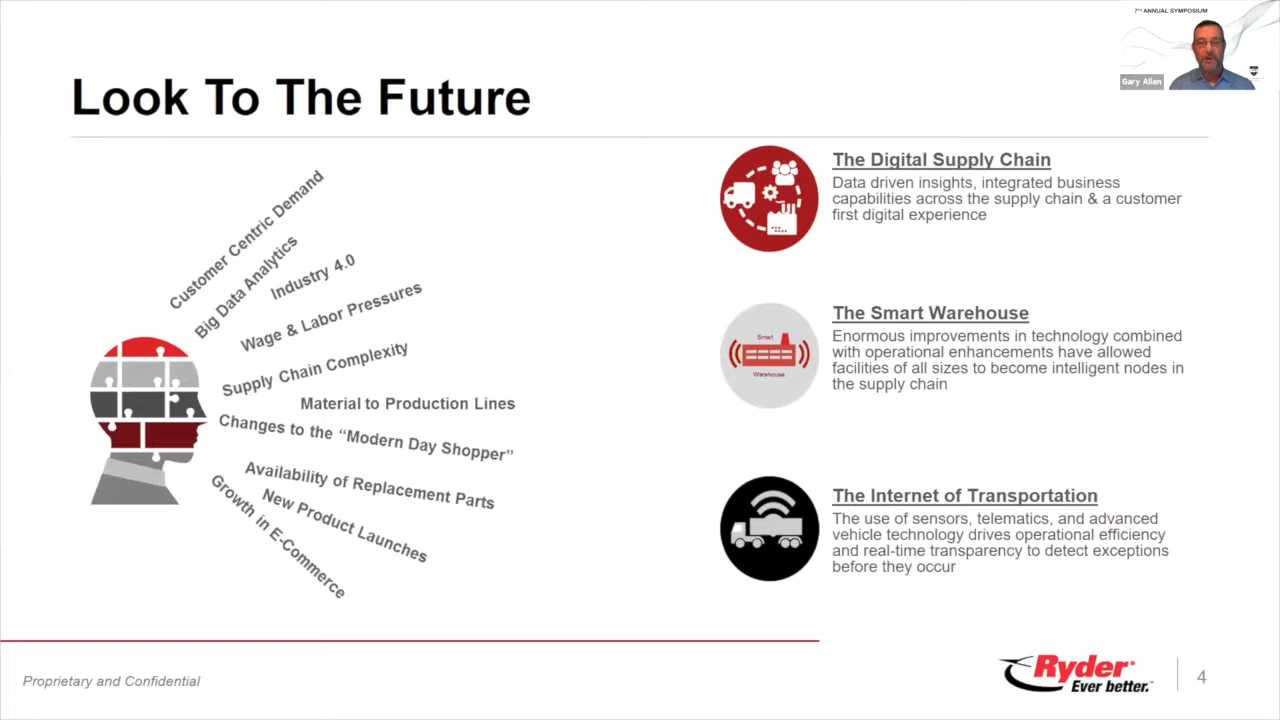 7TH ANNUAL SYMPOSIUM
Gary Allen
Look To The Future
Customer Centric Demand
Big Data Analytics
Industry 4.0
Wage & Labor Pressures
Supply Chain Complexity
Material to Production Lines
Changes to the “Modern Day Shopper”
Availability of Replacement Parts
New Product Launches
Growth in E-Commerce
The Digital Supply Chain
Data driven insights, integrated business
capabilities across the supply chain & a customer
first digital experience
Smart
Warehouse
The Smart Warehouse
Enormous improvements in technology combined
with operational enhancements have allowed
facilities of all sizes to become intelligent nodes in
the supply chain
The Internet of Transportation
The use of sensors, telematics, and advanced
vehicle technology drives operational efficiency
and real-time transparency to detect exceptions
before they occur
Proprietary and Confidential
Ryder
Ever better.™
4